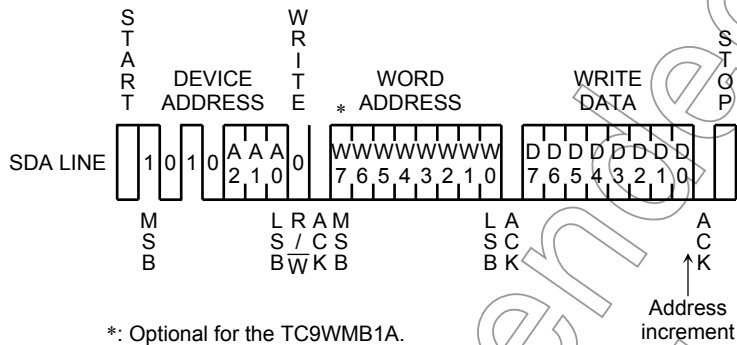 START
DEVICE ADDRESS
WRITE
* WORD ADDRESS
WRITE DATA
STOP
SDA LINE
1 0 1 0 A2 A1 A0 0 W7 W6 W5 W4 W3 W2 W1 W0 D7 D6 D5 D4 D3 D2 D1 D0
MSB
LSB
R/W
ACK
MSB
LSB
ACK
ACK
Address increment
*: Optional for the TC9WMB1A.